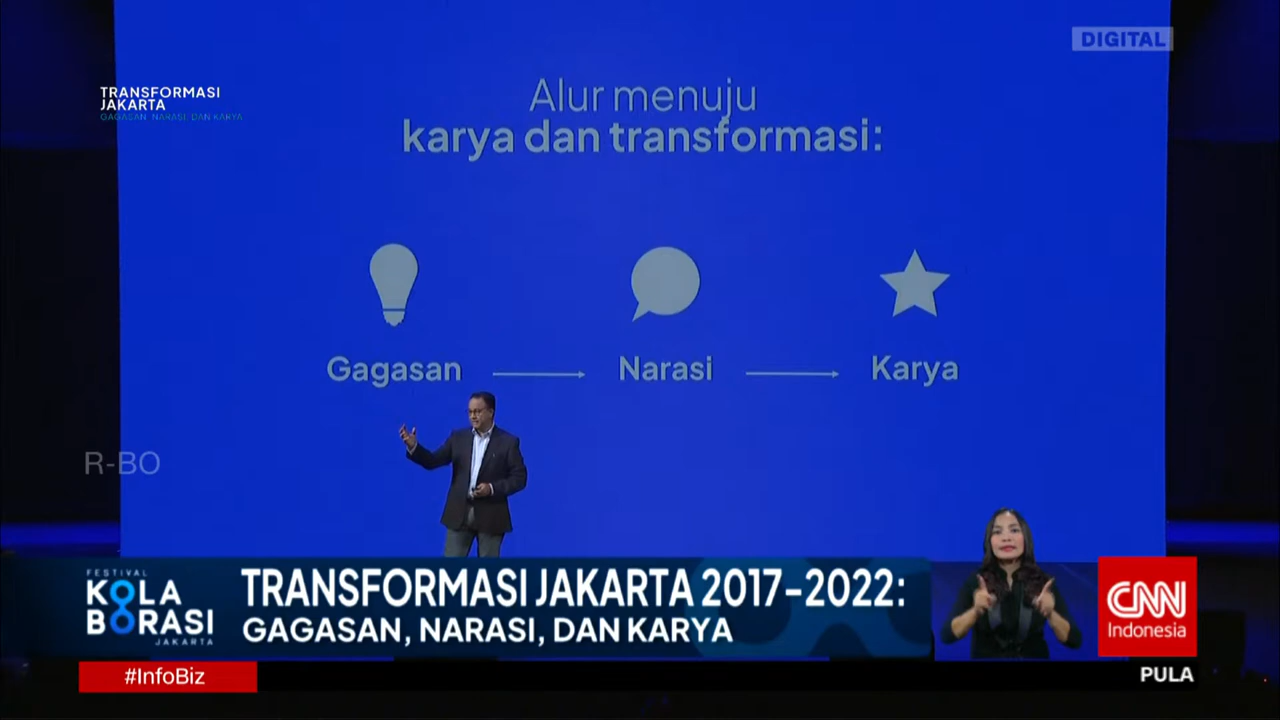 DIGITAL
TRANSFORMASI
JAKARTA
GAGASAN, NARASI, DAN KARYA
Alur menuju
karya dan transformasi:
Gagasan
Narasi
Karya
R-BO
FESTIVAL
KOLA
BORASI
JAKARTA
TRANSFORMASI JAKARTA 2017-2022:
GAGASAN, NARASI, DAN KARYA
CNN
Indonesia
#InfoBiz
PULA